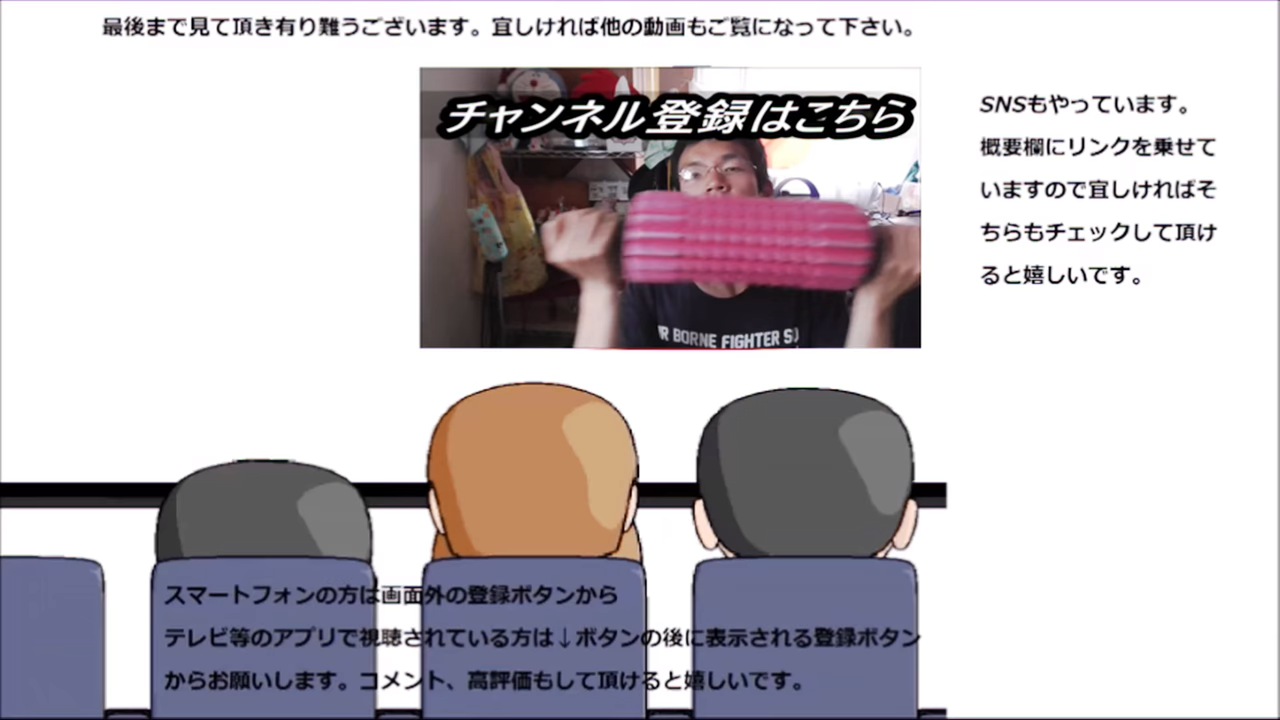 最後まで見て頂き有り難うございます。宜しければ他の動画もご覧になって下さい。
チャンネル登録はこちら
BORNE FIGHTER
SNSもやっています。
概要欄にリンクを乗せて
いますので宜しければそ
ちらもチェックして頂け
ると嬉しいです。
スマートフォンの方は画面外の登録ボタンから
テレビ等のアプリで視聴されている方は↓ボタンの後に表示される登録ボタン
からお願いします。コメント、高評価もして頂けると嬉しいです。